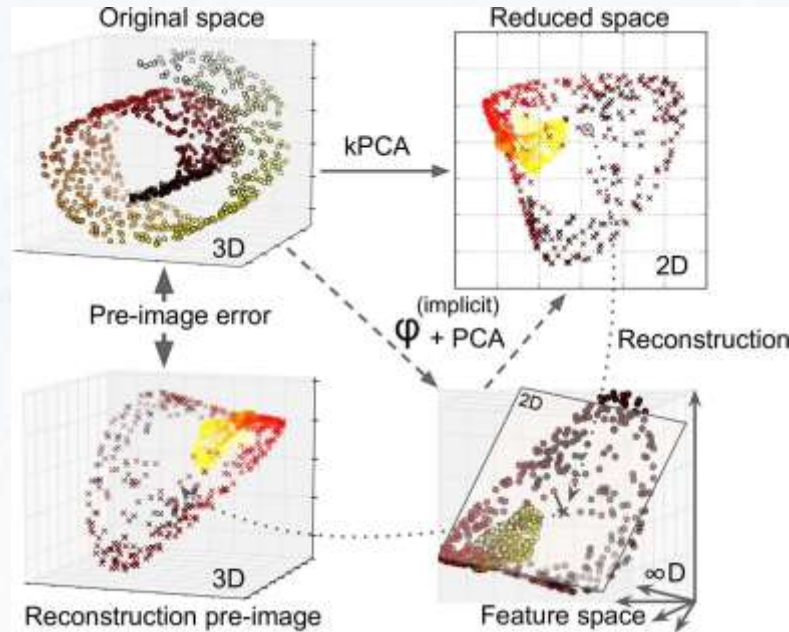 Original space
Reduced space
kPCA
3D
2D
Pre-image error
(implicit)
φ + PCA
Reconstruction
2D
3D
∞D
Reconstruction pre-image
Feature space